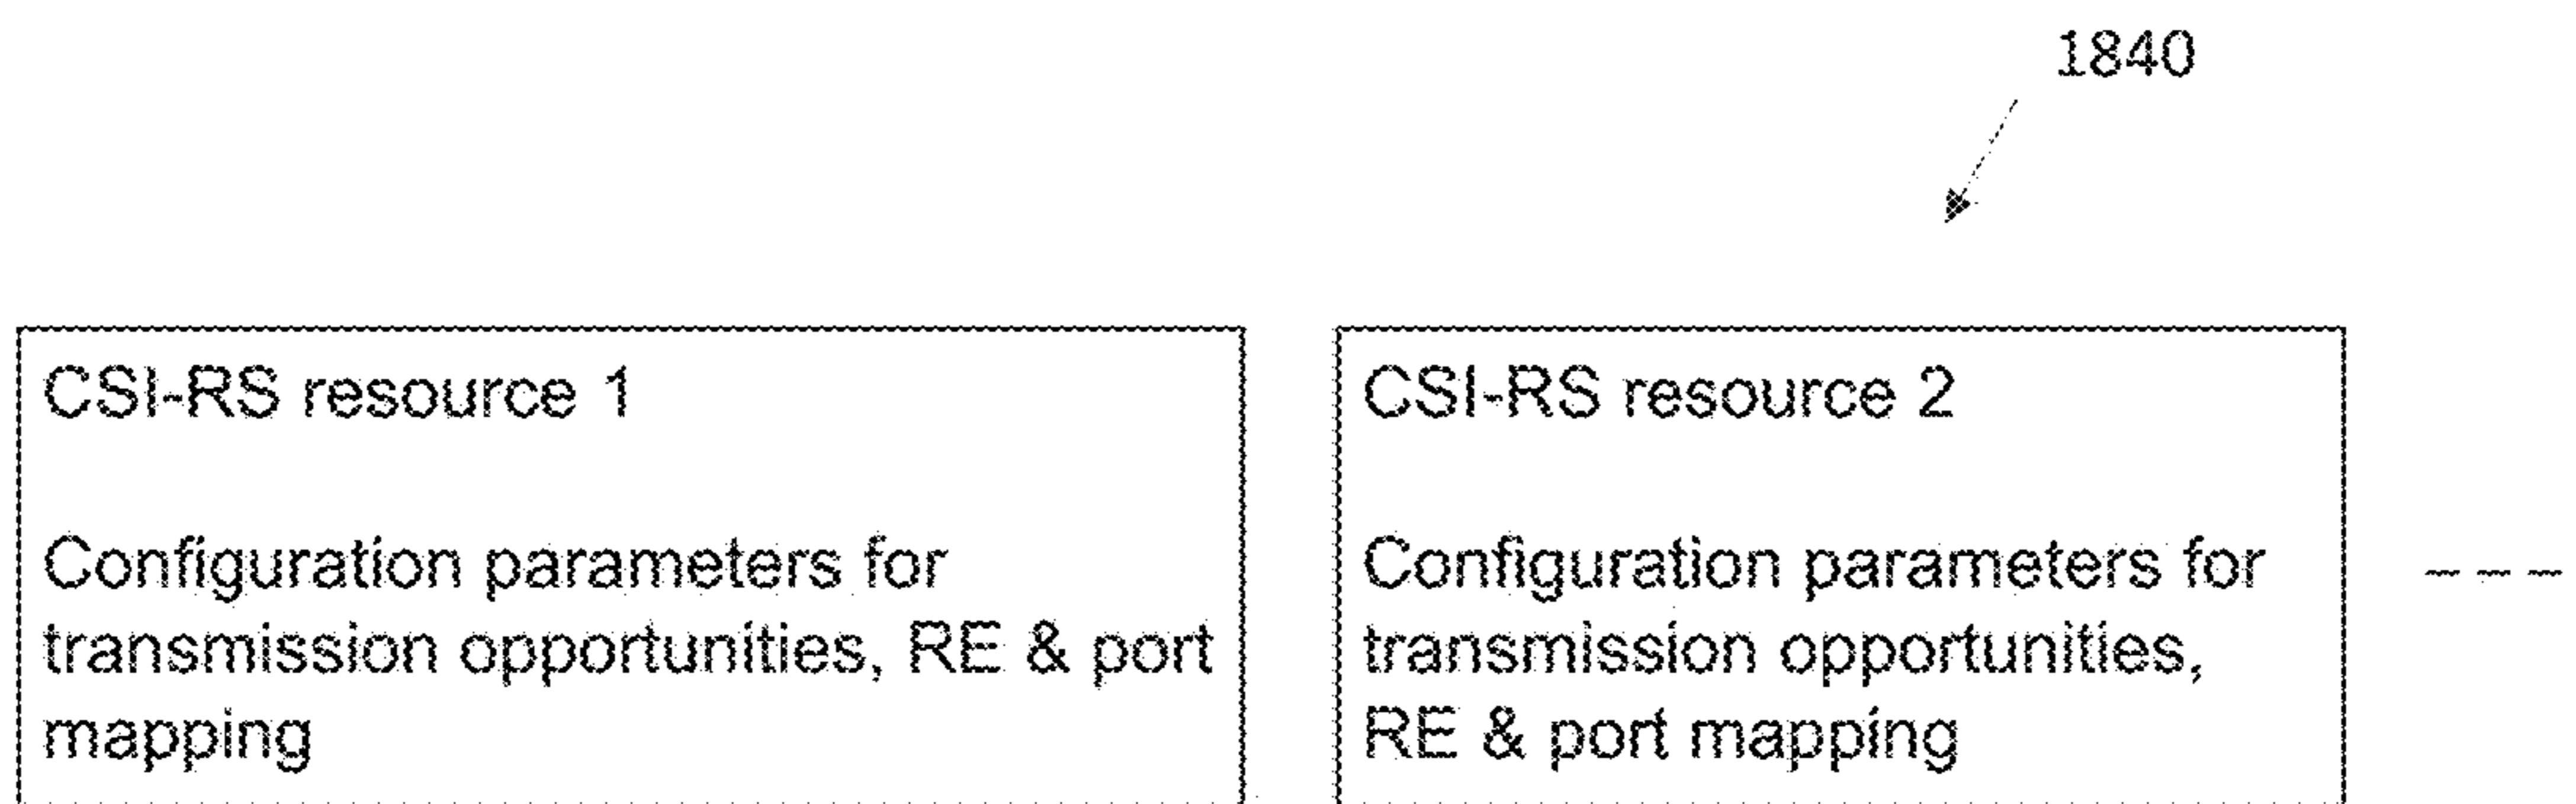 1840
CSI-RS resource 1
Configuration parameters for
transmission opportunities, RE & port
mapping
CSI-RS resource 2
Configuration parameters for
transmission opportunities,
RE & port mapping